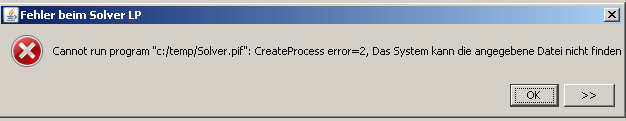 Fehler beim Solver LP
Cannot run program "c:/temp/Solver.pif": CreateProcess error=2, Das System kann die angegebene Datei nicht finden
OK
>>